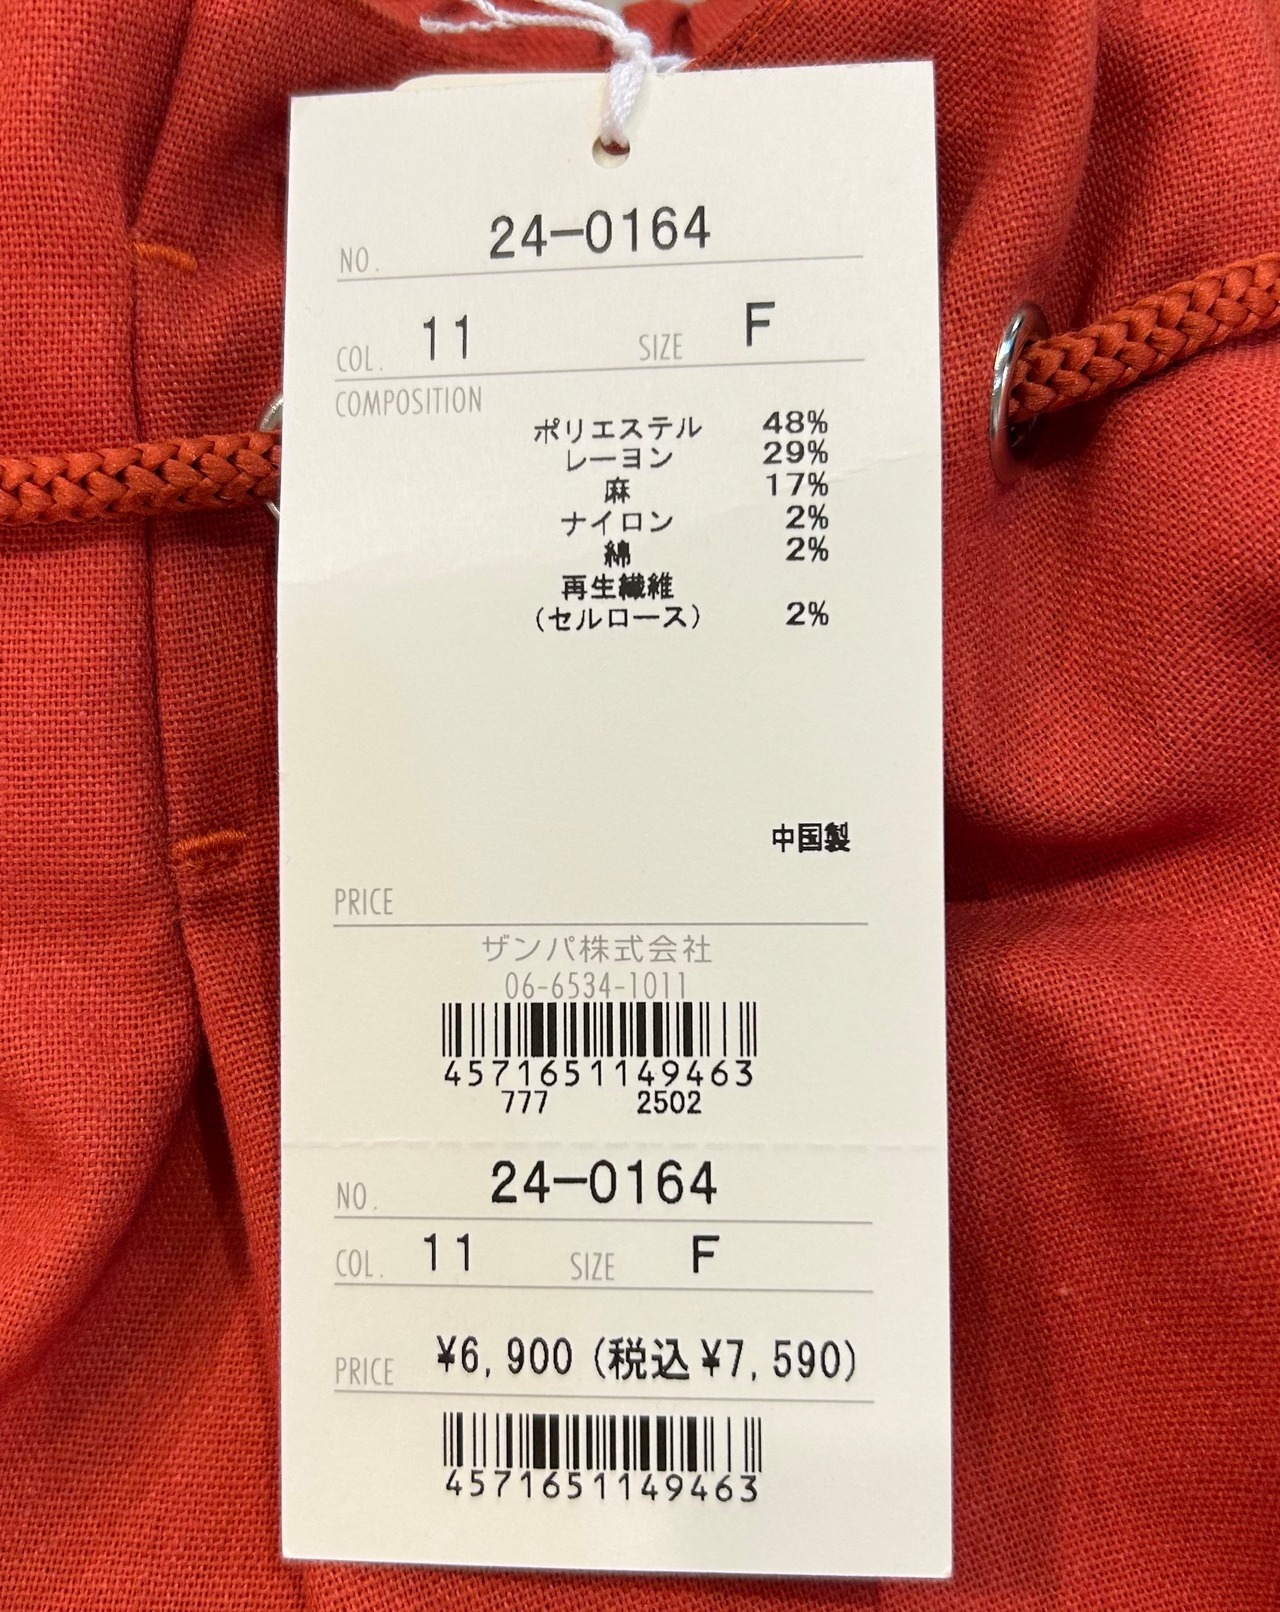 NO. 24-0164
COL. 11 SIZE F
COMPOSITION
ポリエステル 48%
レーヨン 29%
麻 17%
ナイロン 2%
綿 2%
再生繊維
(セルロース) 2%
中国製
PRICE
ザンパ株式会社
06-6534-1011
4571651149463
777 2502
NO. 24-0164
COL. 11 SIZE F
PRICE ¥6,900 (税込¥7,590)
4571651149463